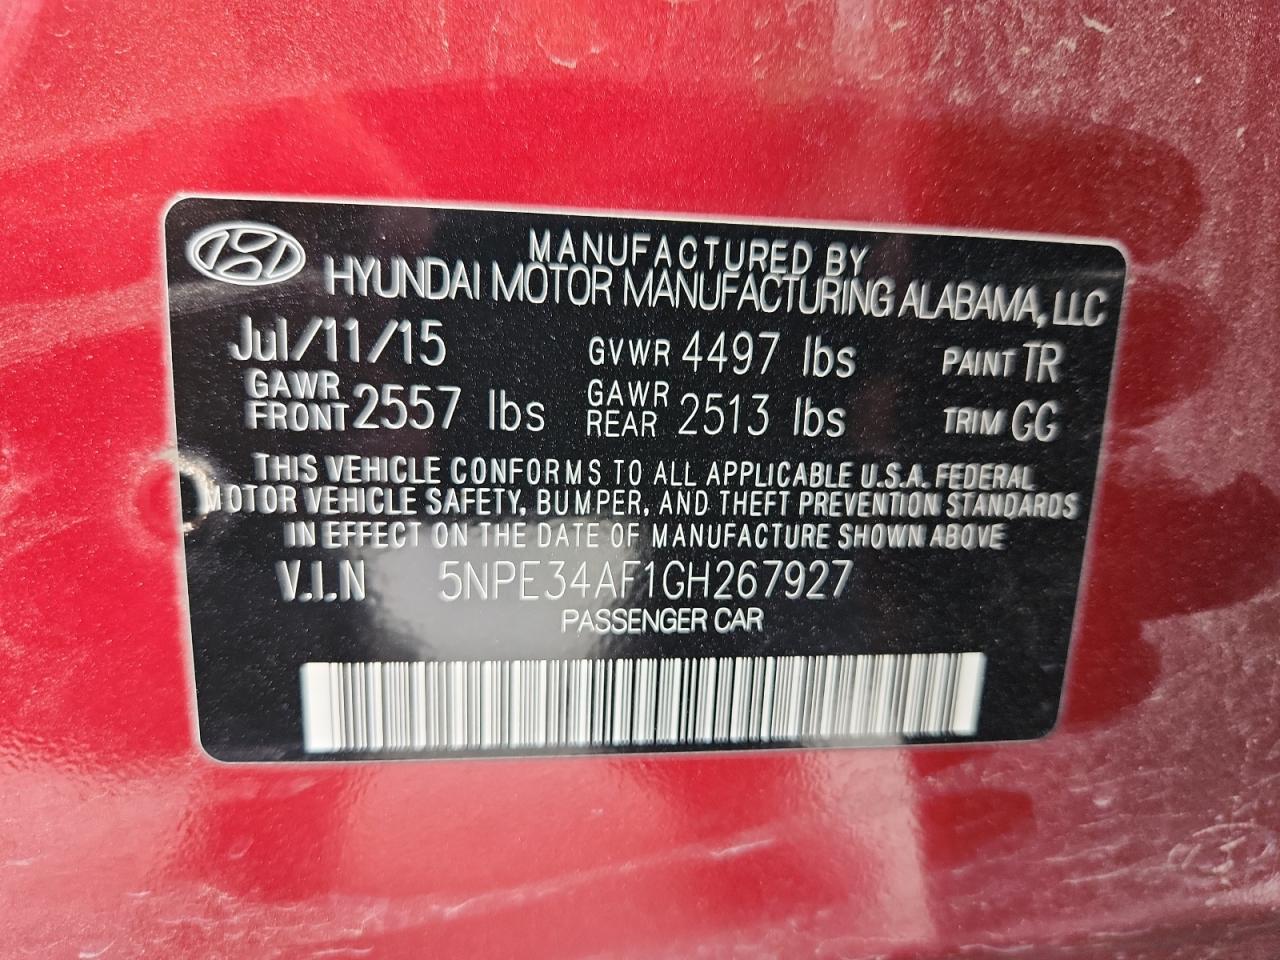 MANUFACTURED BY
HYUNDAI MOTOR MANUFACTURING ALABAMA, LLC
Jul/11/15 GVWR 4497 lbs PAINT TR
GAWR FRONT 2557 lbs GAWR REAR 2513 lbs TRIM GG
THIS VEHICLE CONFORMS TO ALL APPLICABLE U.S.A. FEDERAL
MOTOR VEHICLE SAFETY, BUMPER, AND THEFT PREVENTION STANDARDS
IN EFFECT ON THE DATE OF MANUFACTURE SHOWN ABOVE
V.I.N 5NPE34AF1GH267927
PASSENGER CAR